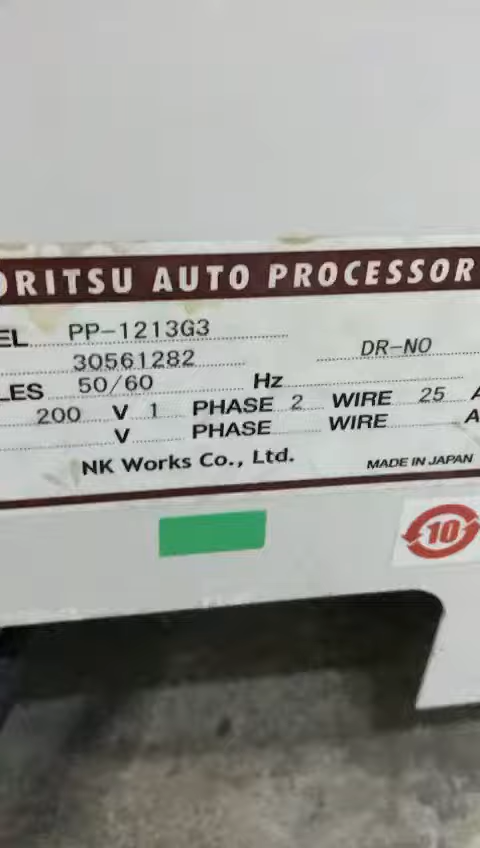 ORITSU AUTO PROCESSOR
EL PP-1213G3
30561282 DR-NO
LES 50/60 Hz
200 V 1 PHASE 2 WIRE 25 A
V PHASE WIRE A
NK Works Co., Ltd. MADE IN JAPAN
10